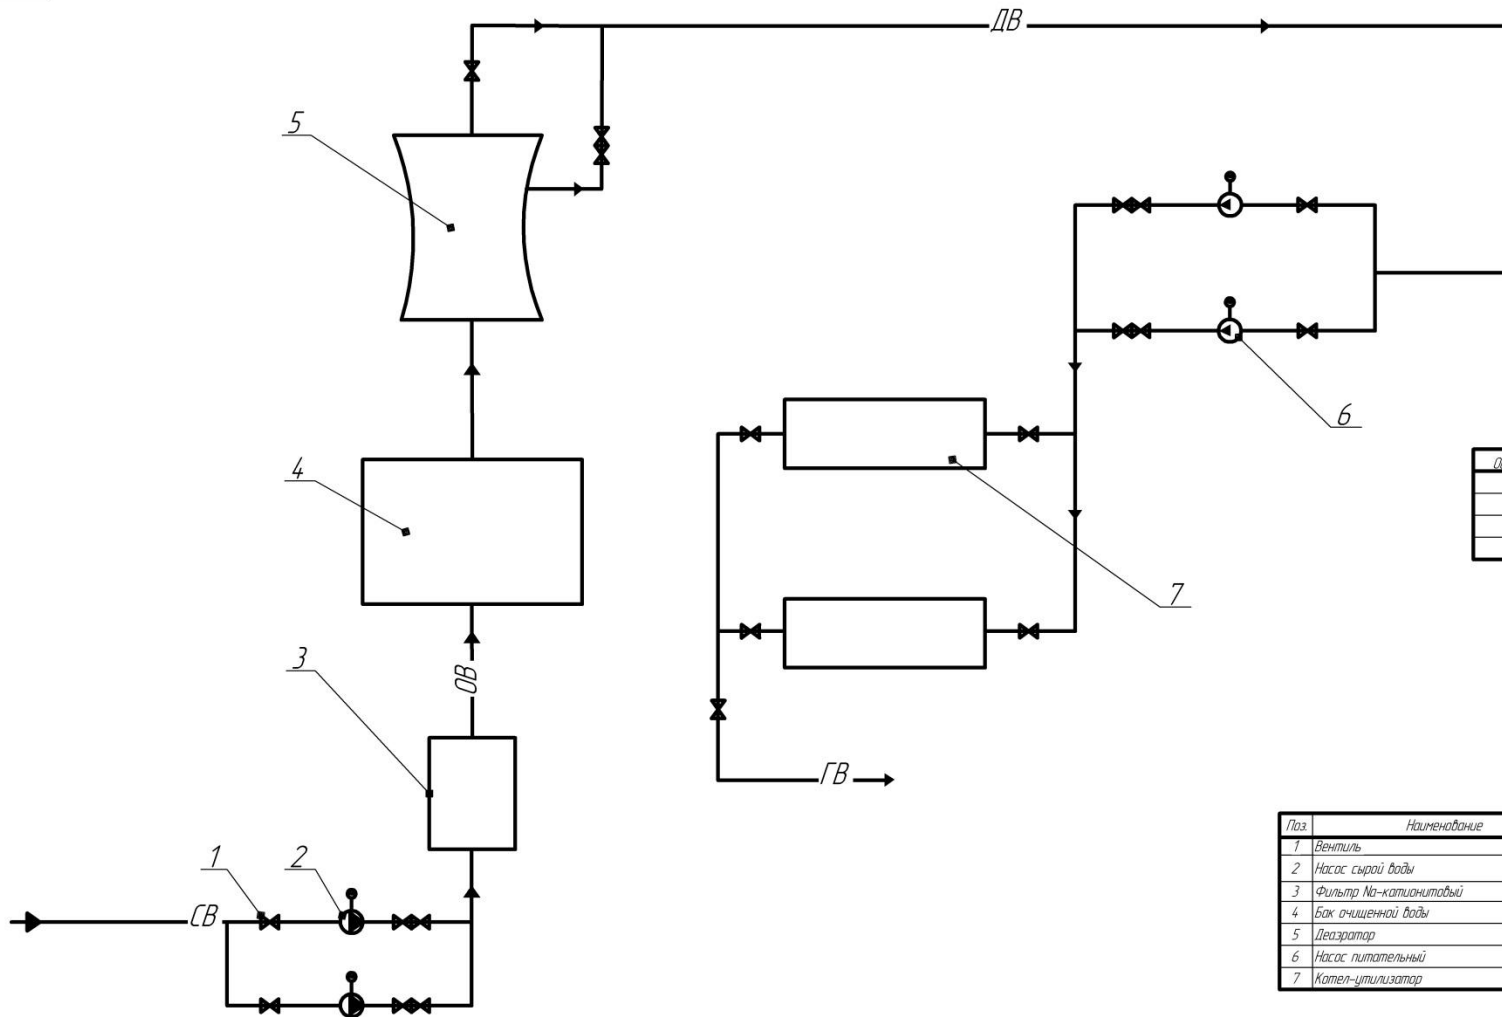 ДВ
5
6
4
7
3
ОВ
ГВ
1 2
СВ
Поз. Наименование
1 Вентиль
2 Насос сырой воды
3 Фильтр Na-катионитовый
4 Бак очищенной воды
5 Деаэратор
6 Насос питательный
7 Котел-утилизатор